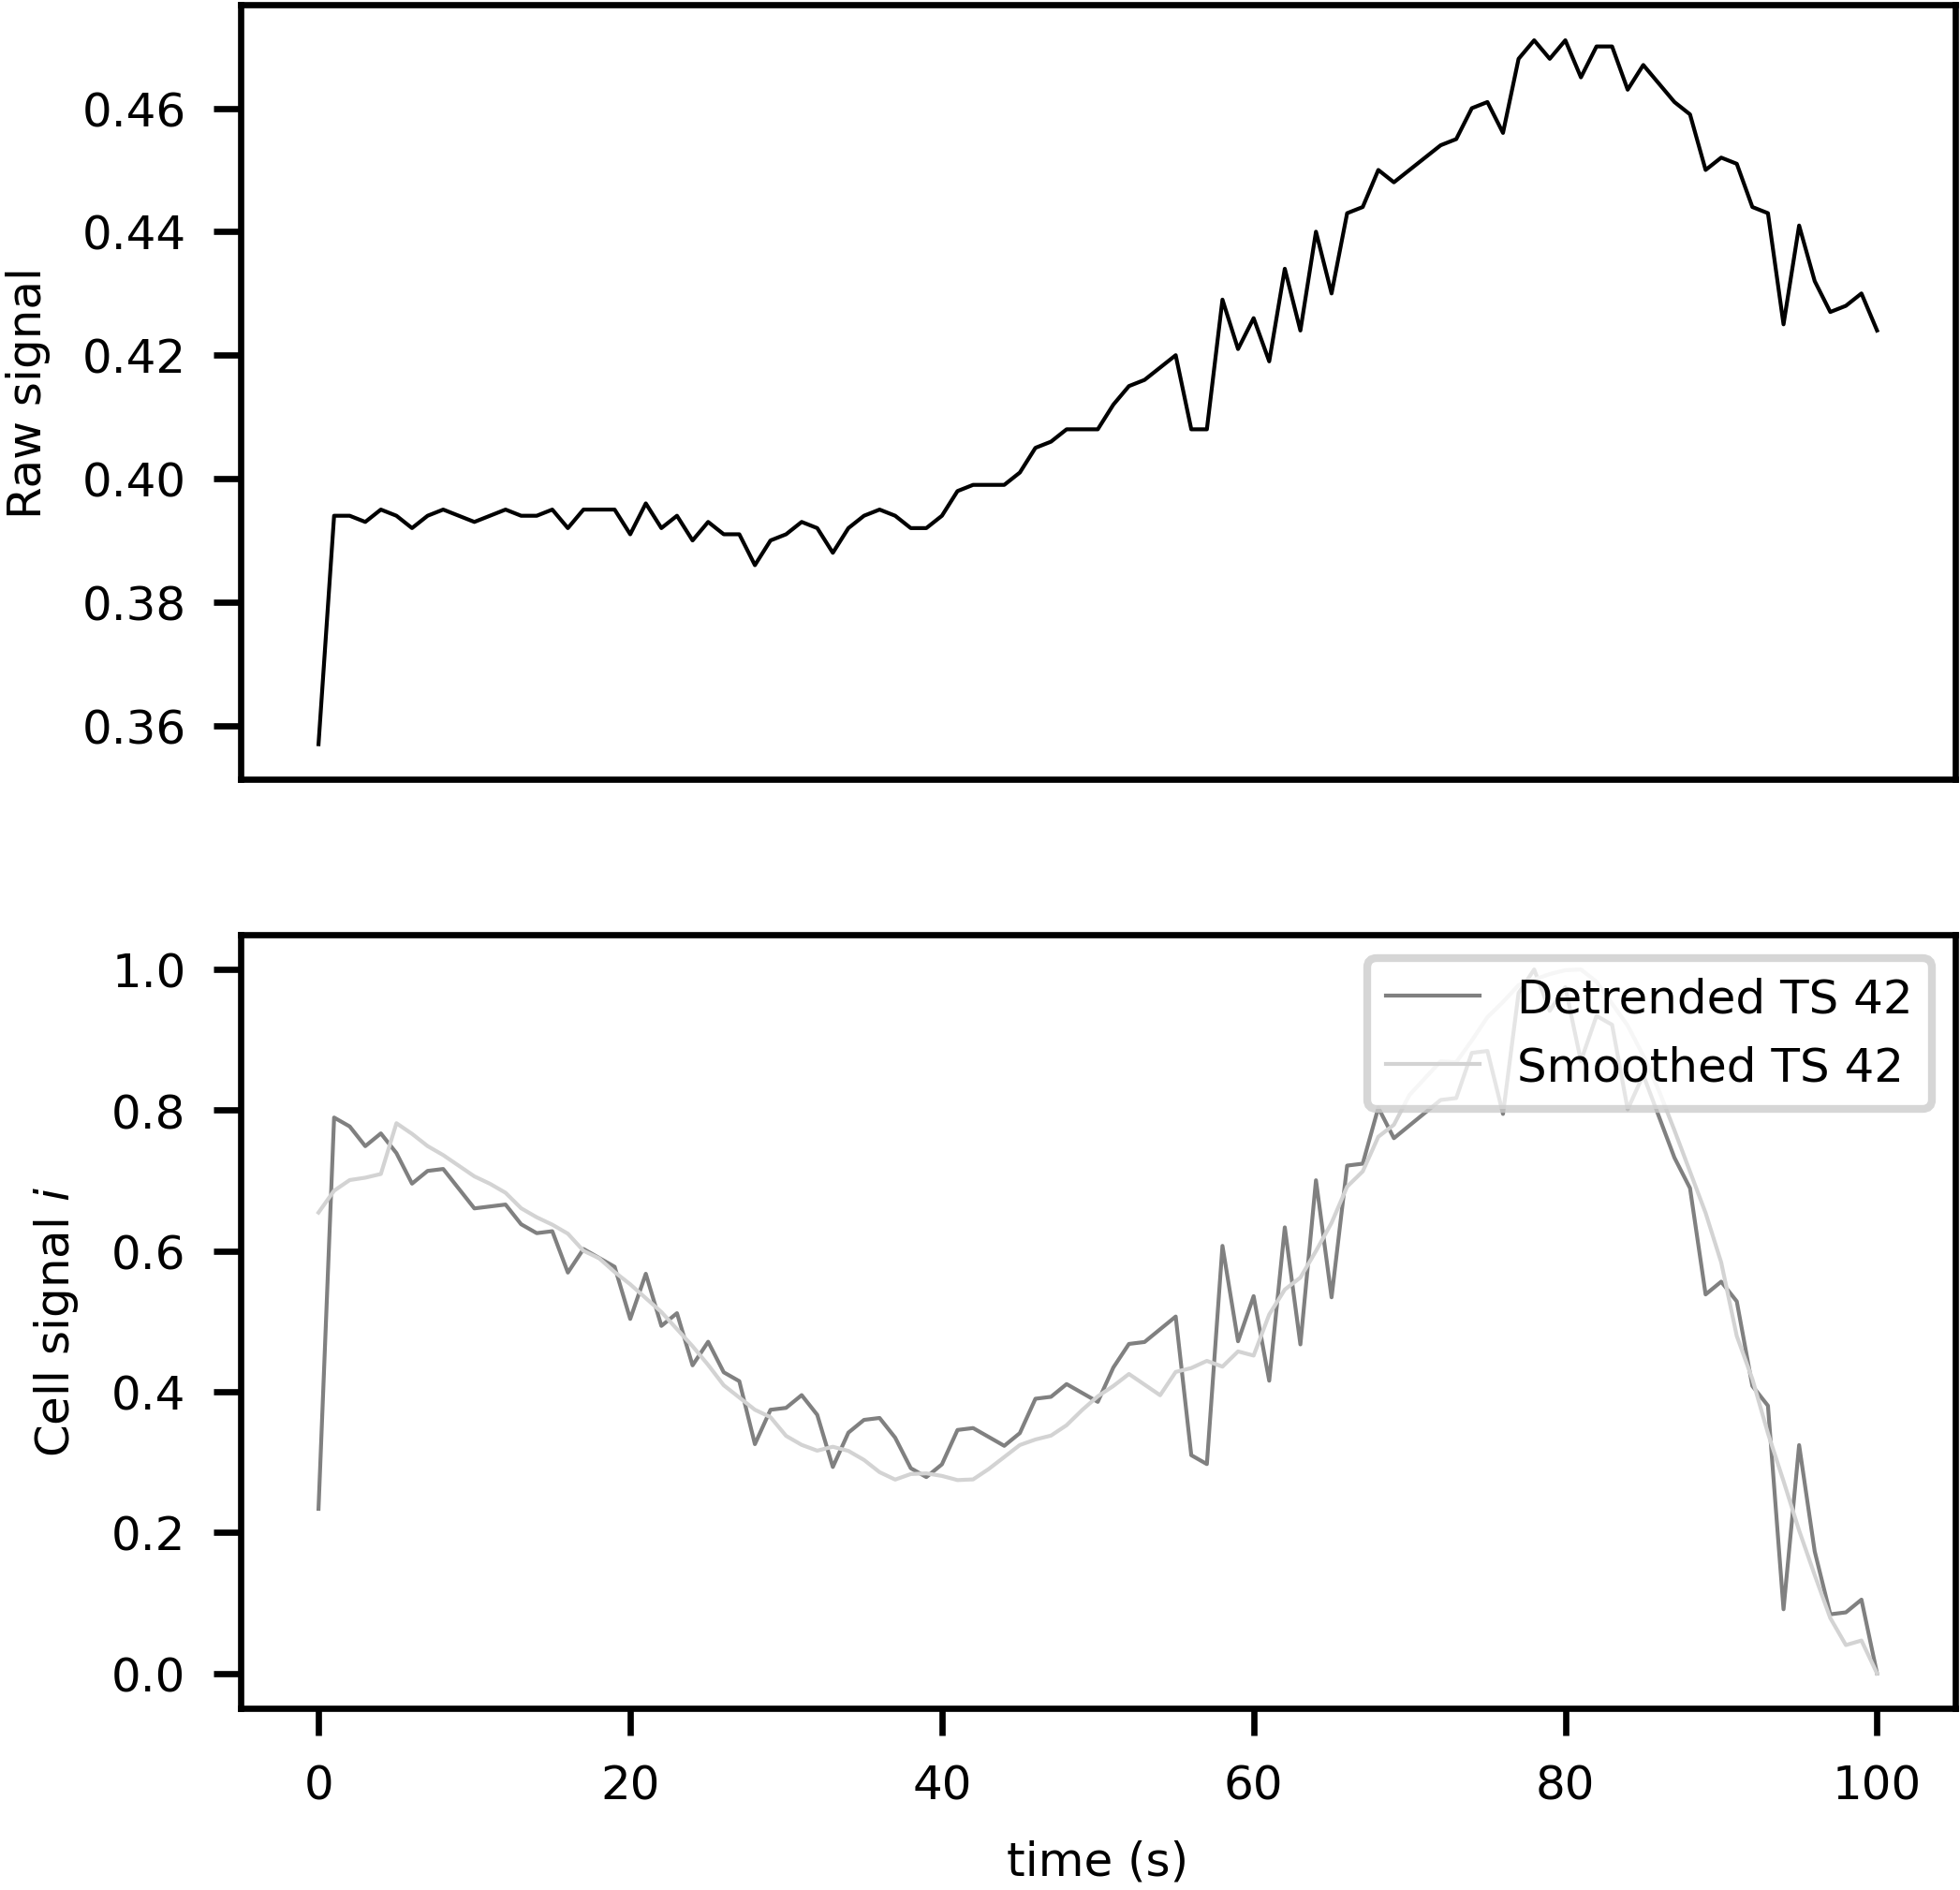 Raw signal
0.46
0.44
0.42
0.40
0.38
0.36
Cell signal i
1.0
0.8
0.6
0.4
0.2
0.0
Detrended TS 42
Smoothed TS 42
0 20 40 60 80 100
time (s)